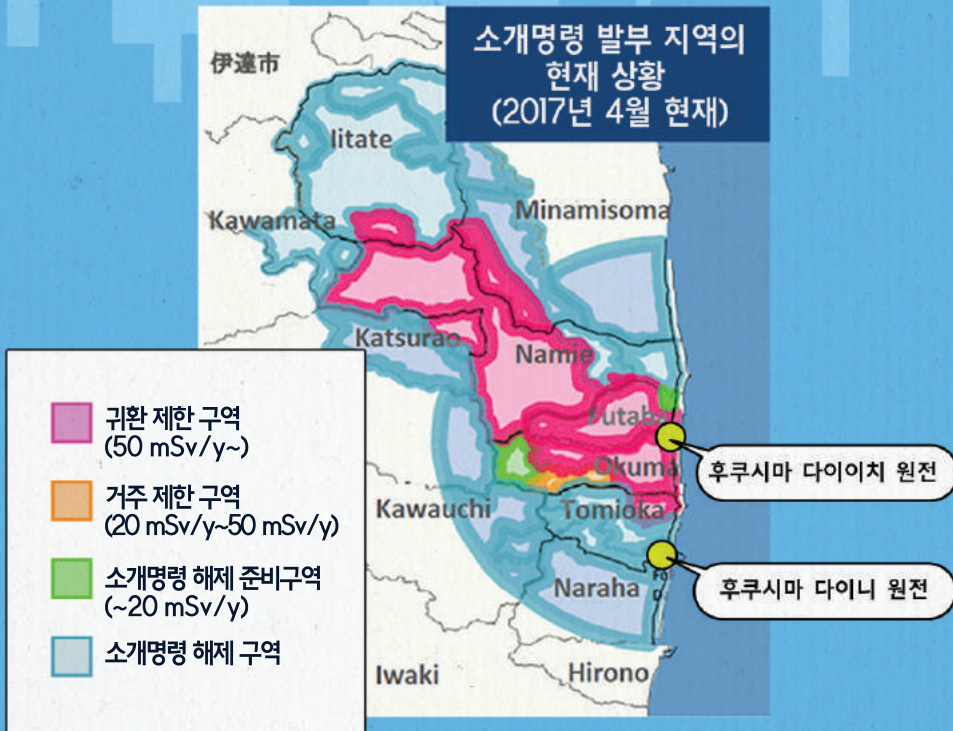 소개명령 발부 지역의
현재 상황
(2017년 4월 현재)
伊達市
Iitate
Kawamata
Minamisoma
Katsurao
Namie
Futaba
Okuma
Kawauchi
Tomioka
Naraha
Iwaki
Hirono
후쿠시마 다이이치 원전
후쿠시마 다이니 원전
귀환 제한 구역
(50 mSv/y~)
거주 제한 구역
(20 mSv/y~50 mSv/y)
소개명령 해제 준비구역
(~20 mSv/y)
소개명령 해제 구역